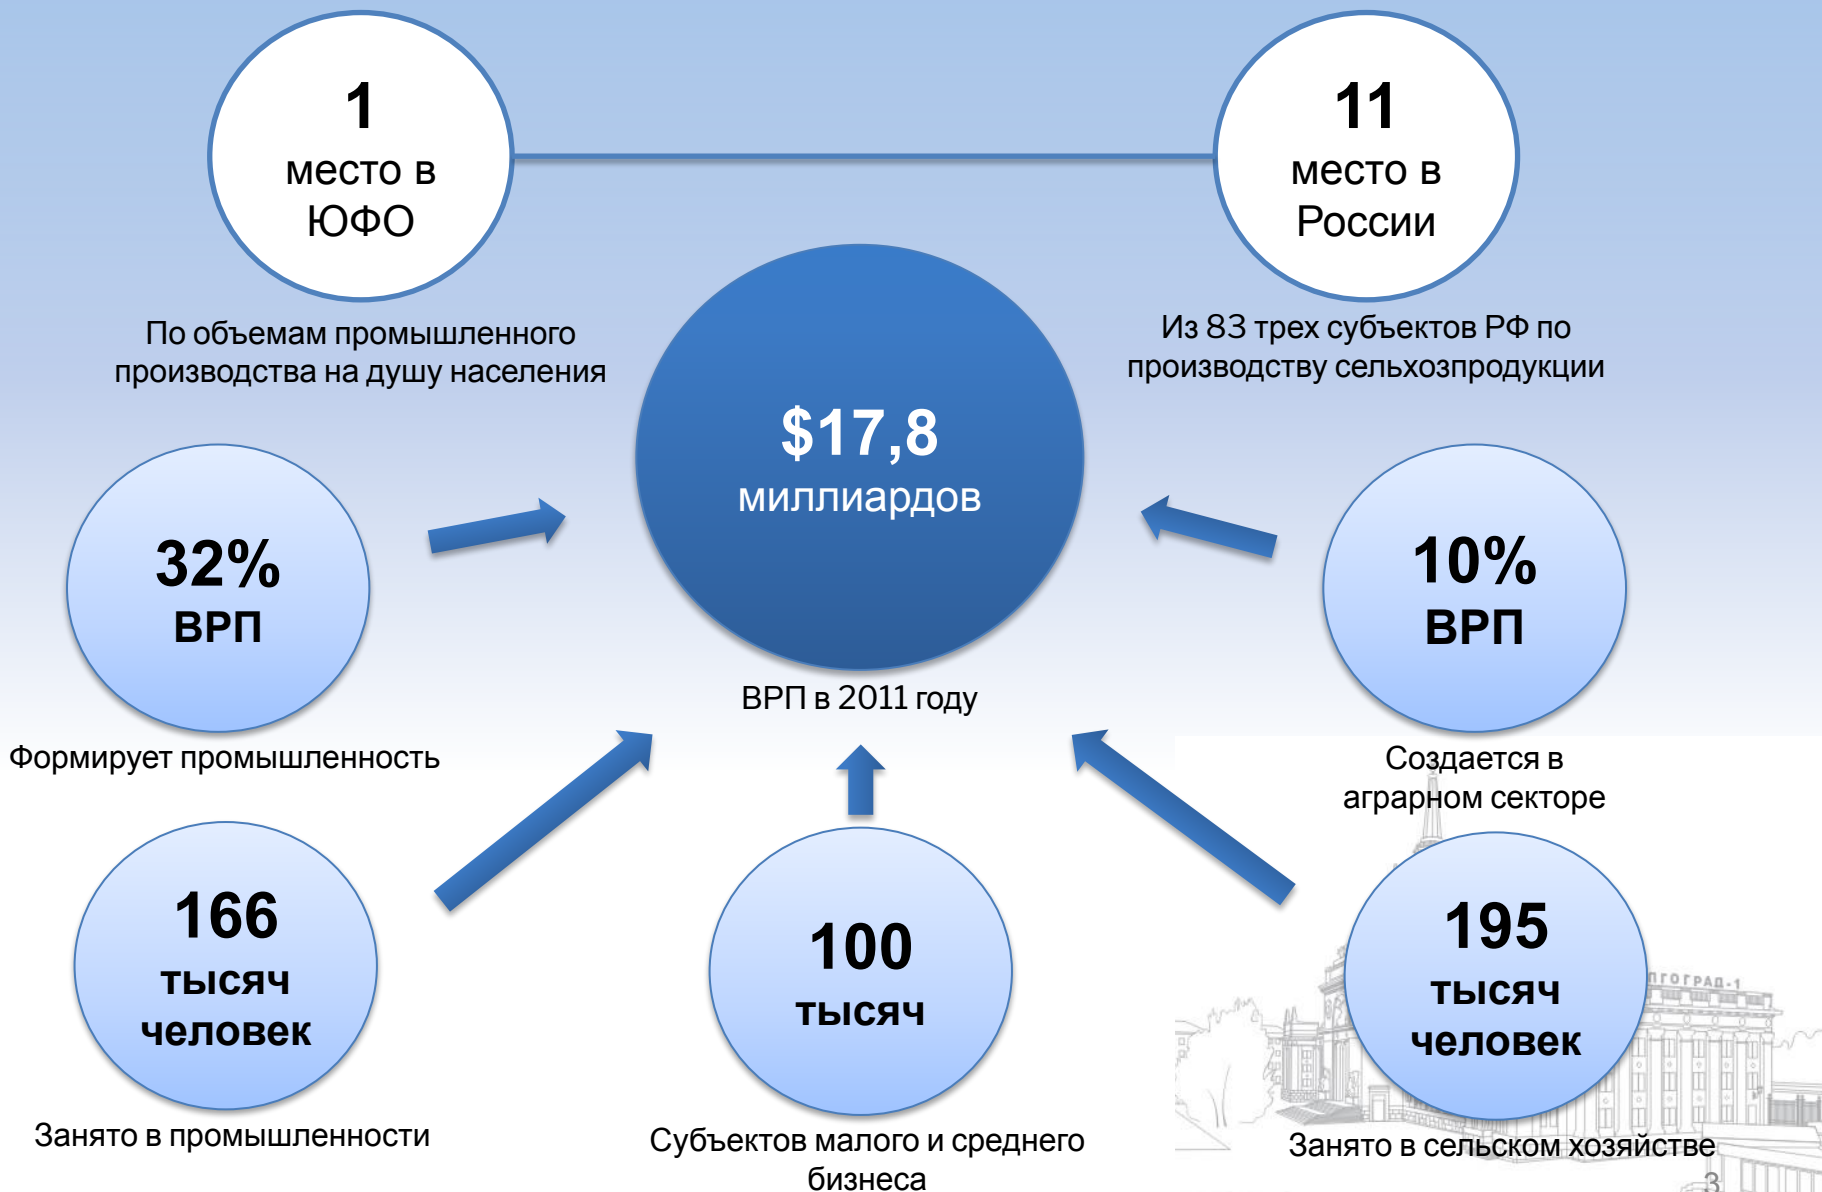 1
место в
ЮФО
11
место в
России
По объемам промышленного
производства на душу населения
Из 83 трех субъектов РФ по
производству сельхозпродукции
$17,8
миллиардов
ВРП в 2011 году
32%
ВРП
Формирует промышленность
10%
ВРП
Создается в
аграрном секторе
166
тысяч
человек
Занято в промышленности
100
тысяч
Субъектов малого и среднего
бизнеса
195
тысяч
человек
Занято в сельском хозяйстве
ЛГОГРАД-1
3